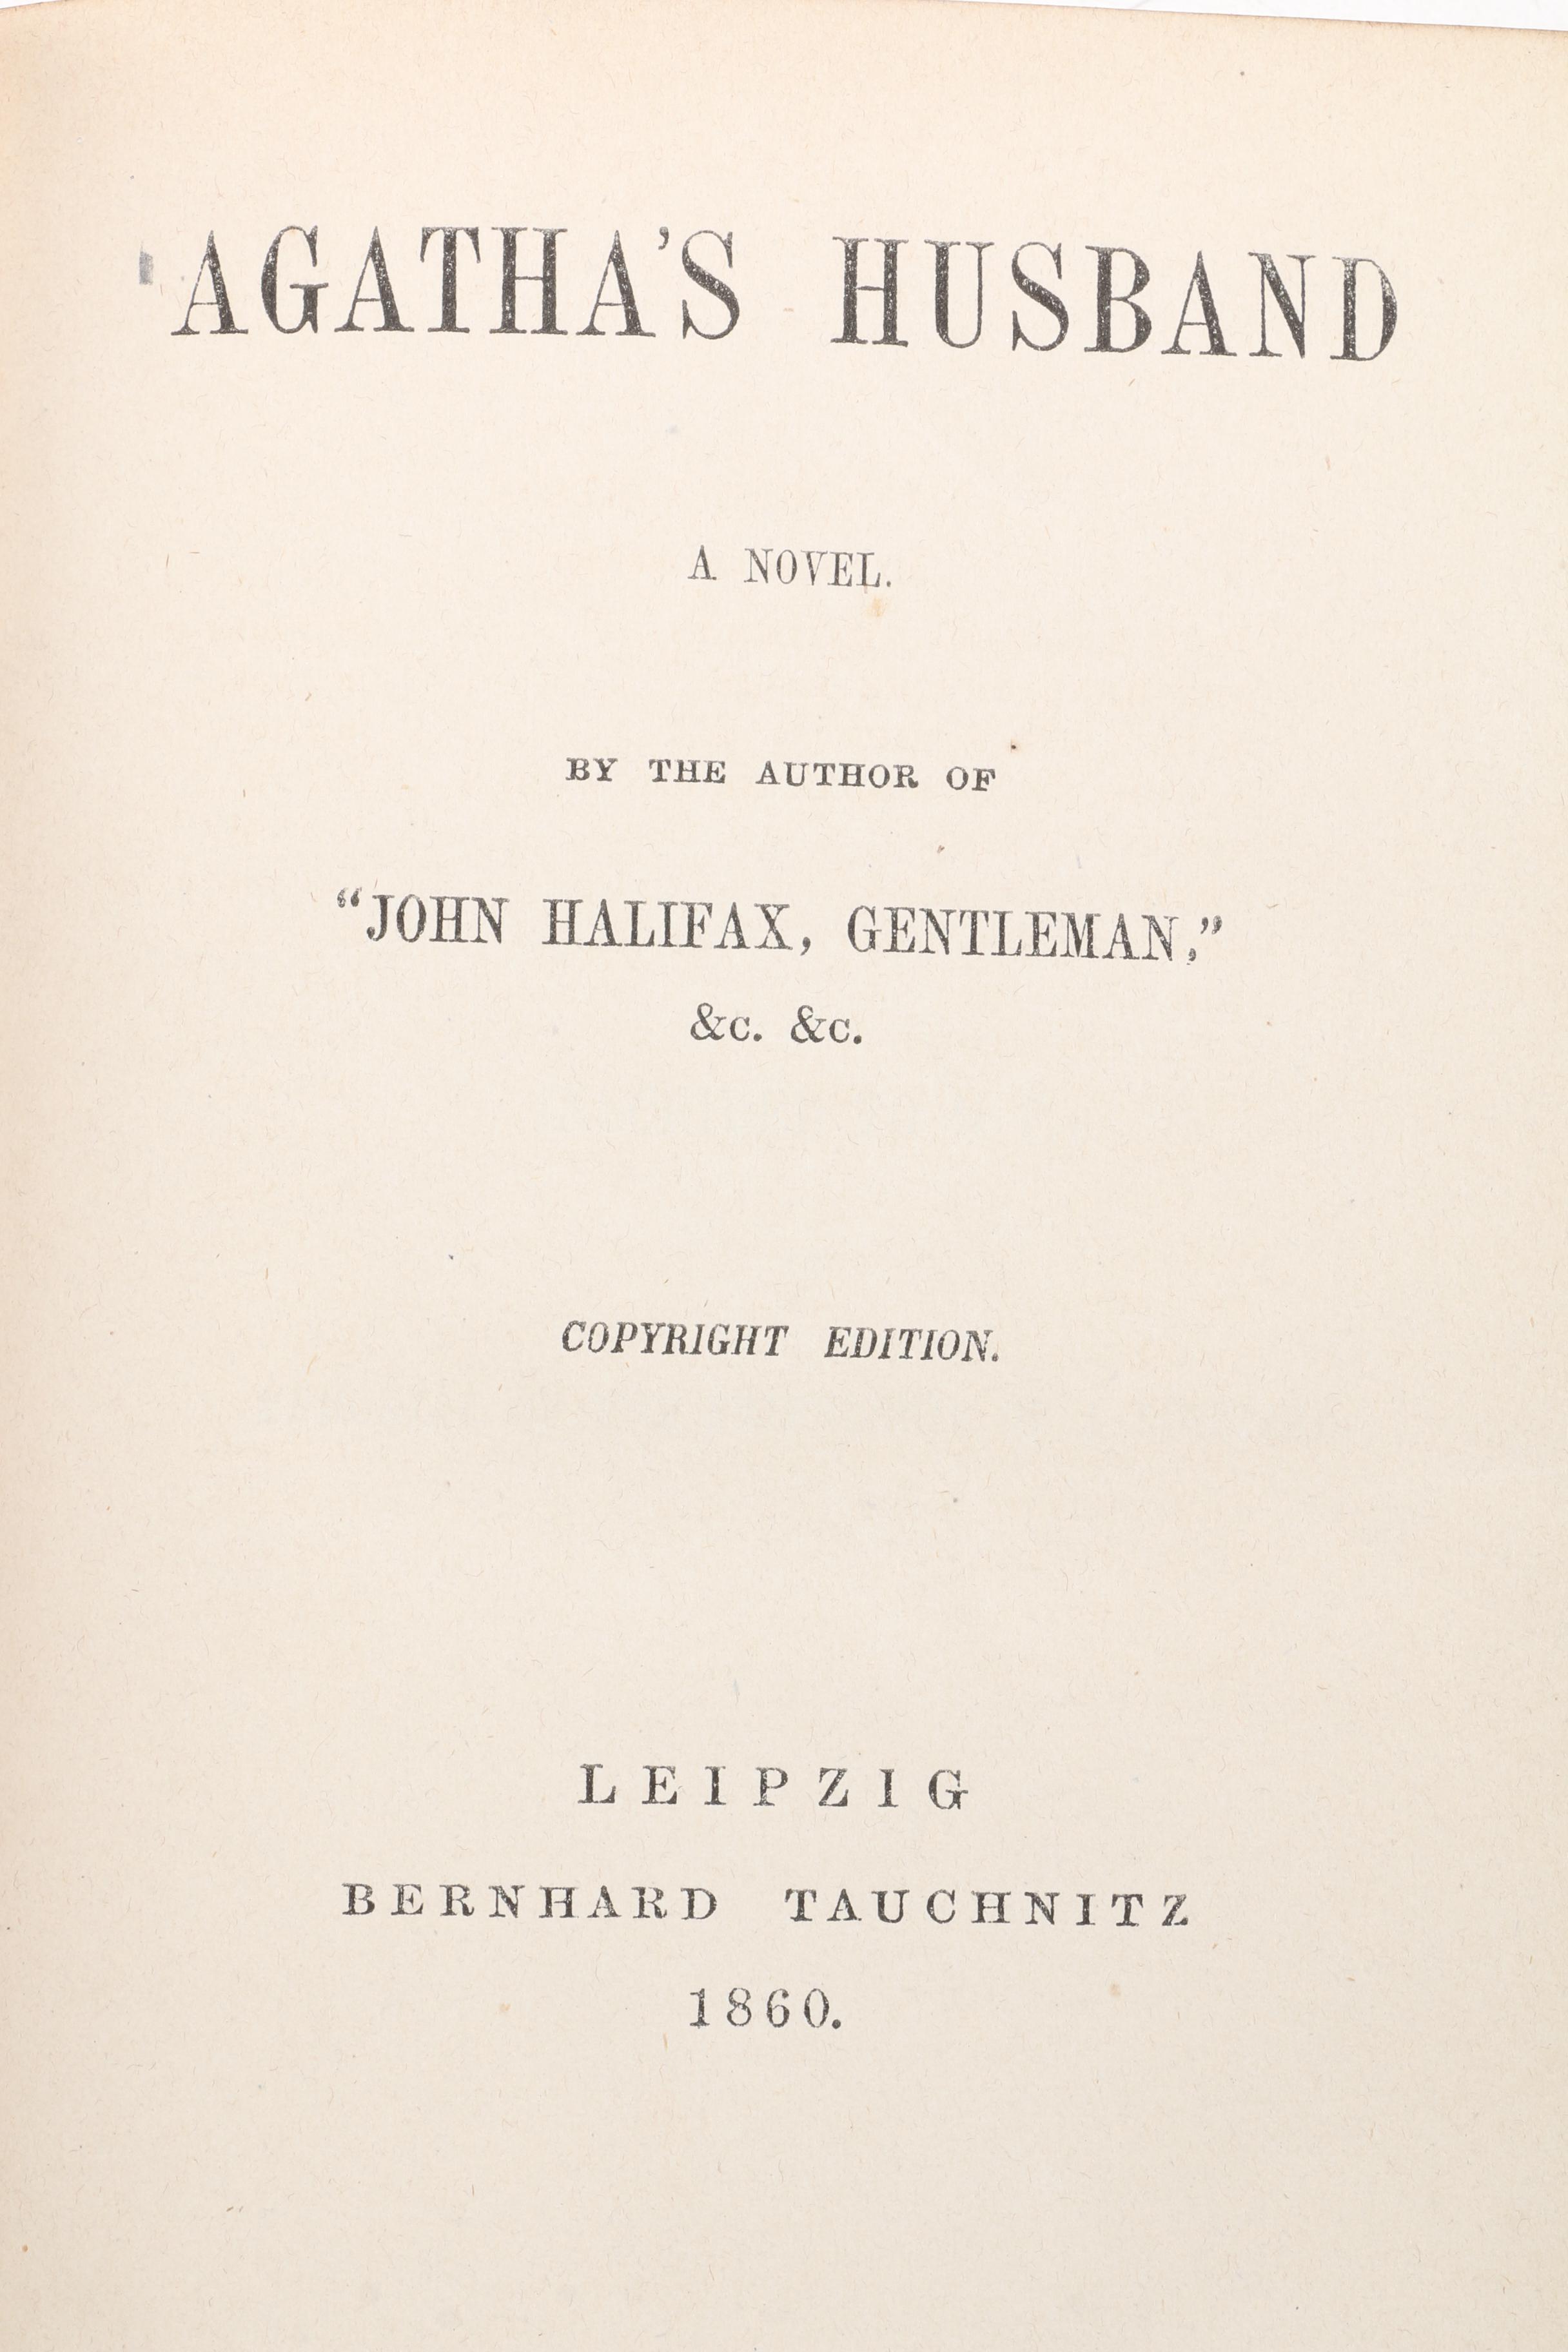 AGATHA'S HUSBAND
A NOVEL.
BY THE AUTHOR OF
“JOHN HALIFAX, GENTLEMAN,”
&c. &c.
COPYRIGHT EDITION.
LEIPZIG
BERNHARD TAUCHNITZ
1860.